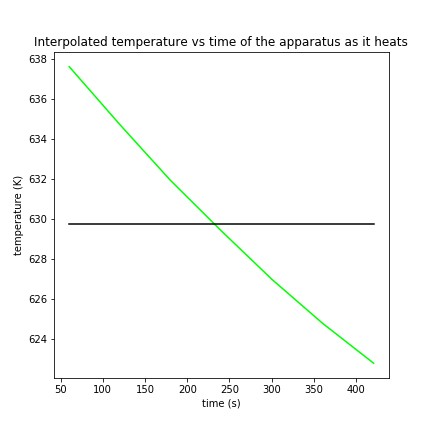 Interpolated temperature vs time of the apparatus as it heats
638
636
634
632
630
628
626
624
temperature (K)
50 100 150 200 250 300 350 400
time (s)